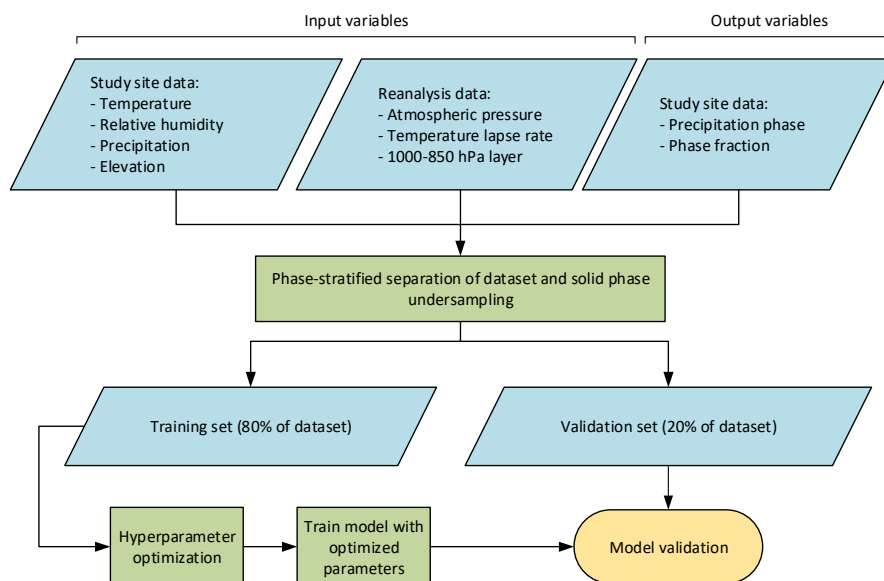 Input variables
Output variables
Study site data:
- Temperature
- Relative humidity
- Precipitation
- Elevation
Reanalysis data:
- Atmospheric pressure
- Temperature lapse rate
- 1000-850 hPa layer
Study site data:
- Precipitation phase
- Phase fraction
Phase-stratified separation of dataset and solid phase
undersampling
Training set (80% of dataset)
Validation set (20% of dataset)
Hyperparameter
optimization
Train model with
optimized
parameters
Model validation